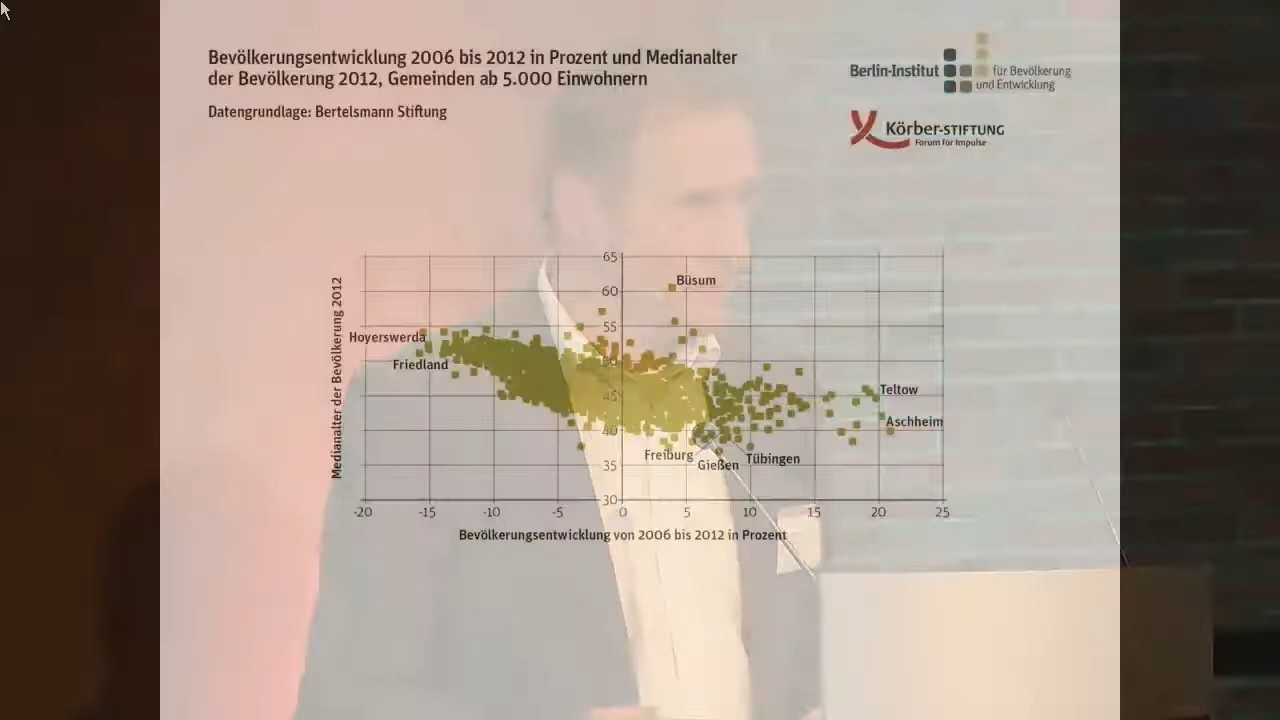 Bevölkerungsentwicklung 2006 bis 2012 in Prozent und Medianalter
der Bevölkerung 2012, Gemeinden ab 5.000 Einwohnern
Datengrundlage: Bertelsmann Stiftung
Berlin-Institut
für Bevölkerung
und Entwicklung
Körber-STIFTUNG
Forum für Impulse
Medianalter der Bevölkerung 2012
65
60
55
50
45
40
35
30
Büsum
Hoyerswerda
Friedland
Teltow
Aschheim
Freiburg
Gießen
Tübingen
-20 -15 -10 -5 0 5 10 15 20 25
Bevölkerungsentwicklung von 2006 bis 2012 in Prozent